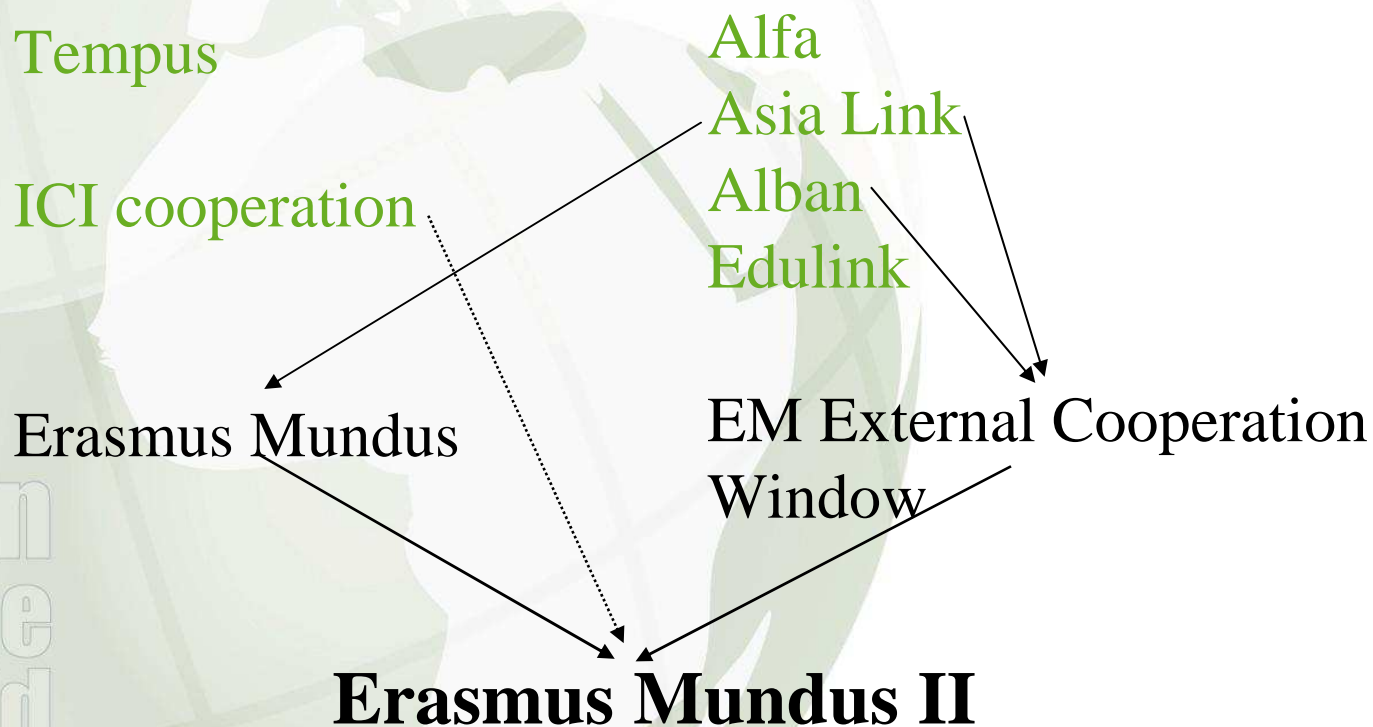 Tempus
ICI cooperation
Alfa
Asia Link
Alban
Edulink
Erasmus Mundus
EM External Cooperation
Window
Erasmus Mundus II
n
e
d